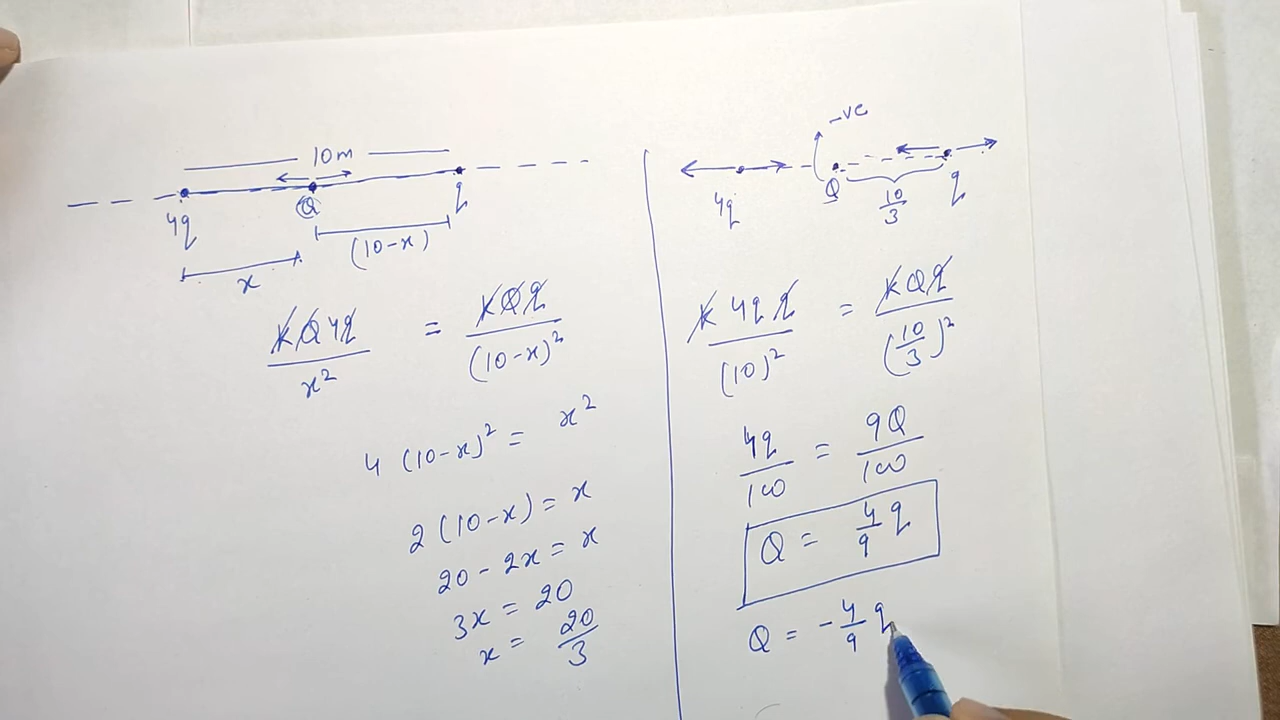 10m
4q Q q
x (10-x)
kQ4q/x² = kQq/(10-x)²
4 (10-x)² = x²
2 (10-x) = x
20 - 2x = x
3x = 20
x = 20/3
-ve
4q Q 10/3 q
k4qq/(10)² = kQq/(10/3)²
4q/100 = 9Q/100
Q = 4/9 q
Q = -4/9 q